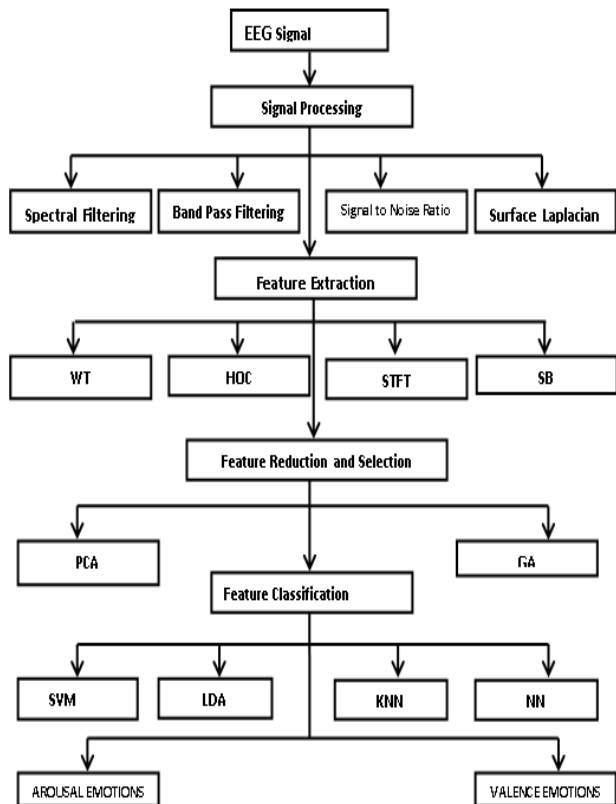 EEG Signal
Signal Processing
Spectral Filtering
Band Pass Filtering
Signal to Noise Ratio
Surface Laplacian
Feature Extraction
WT
HOC
STFT
SB
Feature Reduction and Selection
PCA
GA
Feature Classification
SVM
LDA
KNN
NN
AROUSAL EMOTIONS
VALENCE EMOTIONS